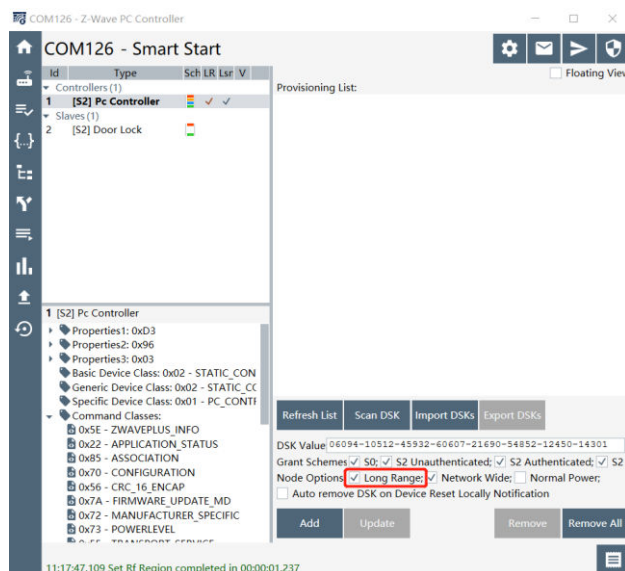 COM126 - Z-Wave PC Controller
COM126 - Smart Start
Id Type Sch LR Lsr V
Controllers (1)
1 [S2] Pc Controller
Slaves (1)
2 [S2] Door Lock
Floating View
Provisioning List:
1 [S2] Pc Controller
Properties1: 0xD3
Properties2: 0x96
Properties3: 0x03
Basic Device Class: 0x02 - STATIC_CON
Generic Device Class: 0x02 - STATIC_CC
Specific Device Class: 0x01 - PC_CONTF
Command Classes:
0x5E - ZWAVEPLUS_INFO
0x22 - APPLICATION_STATUS
0x85 - ASSOCIATION
0x70 - CONFIGURATION
0x56 - CRC_16_ENCAP
0x7A - FIRMWARE_UPDATE_MD
0x72 - MANUFACTURER_SPECIFIC
0x73 - POWERLEVEL
0x55 - TRANSPORT_SERVICE
Refresh List Scan DSK Import DSKs Export DSKs
DSK Value 06094-10512-45932-60607-21690-54852-12450-14301
Grant Schemes S0; S2 Unauthenticated; S2 Authenticated; S2
Node Options Long Range; Network Wide; Normal Power;
Auto remove DSK on Device Reset Locally Notification
Add Update Remove Remove All
11:17:47.109 Set Rf Region completed in 00:00:01.237